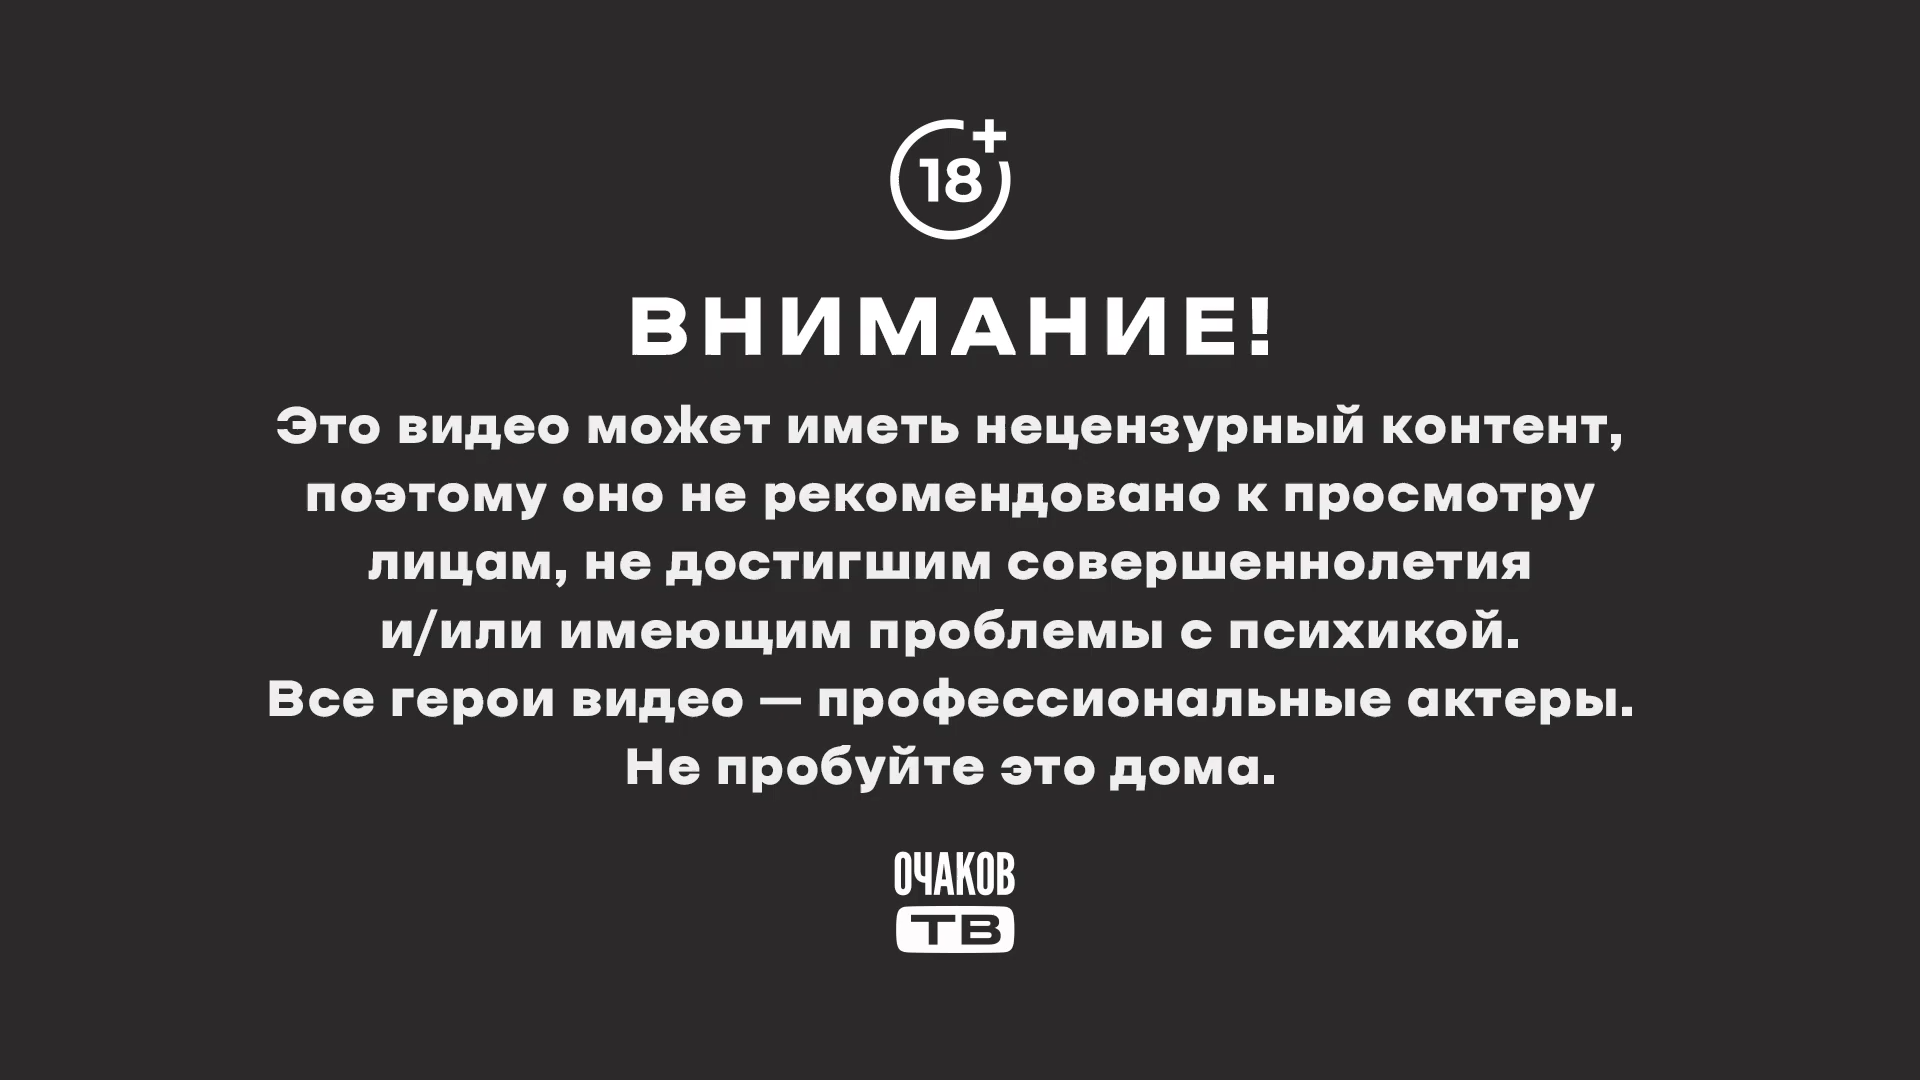 18+
ВНИМАНИЕ!
Это видео может иметь нецензурный контент,
поэтому оно не рекомендовано к просмотру
лицам, не достигшим совершеннолетия
и/или имеющим проблемы с психикой.
Все герои видео — профессиональные актеры.
Не пробуйте это дома.
ОЧАКОВ
ТВ